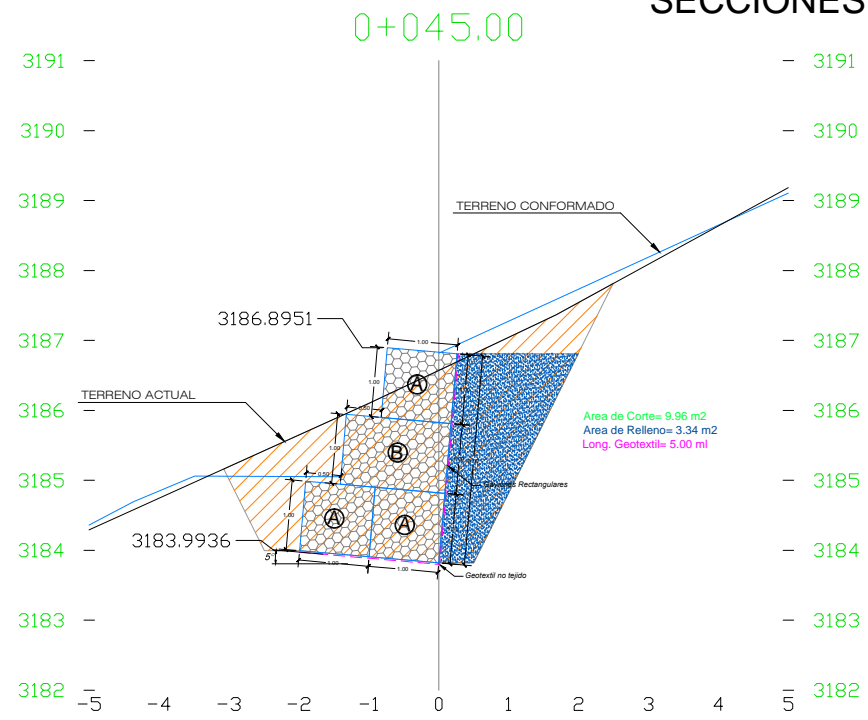 SECCIONES
0+045.00
3191 3191
3190 3190
3189 3189
TERRENO CONFORMADO
3188 3188
3186.8951
3187 3187
1.00
1.00
A
TERRENO ACTUAL
3186 3186
0.50
Area de Corte= 9.96 m2
Area de Relleno= 3.34 m2
Long. Geotextil= 5.00 ml
1.00
B
3185 3185
0.50
Gaviones Rectangulares
1.00
A
A
3183.9936
3184 3184
5°
1.00
1.00
Geotextil no tejido
3183 3183
3182 3182
-5 -4 -3 -2 -1 0 1 2 3 4 5